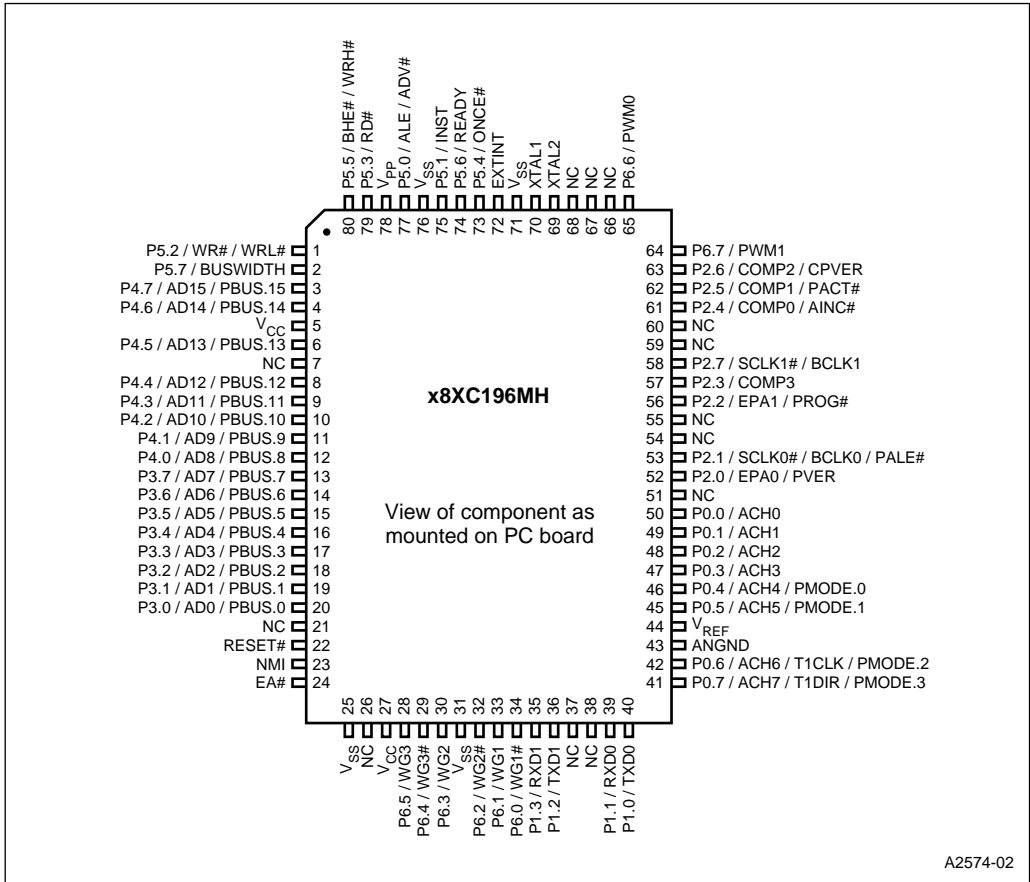 P5.5 / BHE# / WRH#
P5.3 / RD#
VPP
P5.0 / ALE / ADV#
VSS
P5.1 / INST
P5.6 / READY
P5.4 / ONCE#
EXTINT
VSS
XTAL1
XTAL2
NC
NC
NC
P6.6 / PWM0
80 79 78 77 76 75 74 73 72 71 70 69 68 67 66 65
P5.2 / WR# / WRL# 1
P5.7 / BUSWIDTH 2
P4.7 / AD15 / PBUS.15 3
P4.6 / AD14 / PBUS.14 4
VCC 5
P4.5 / AD13 / PBUS.13 6
NC 7
P4.4 / AD12 / PBUS.12 8
P4.3 / AD11 / PBUS.11 9
P4.2 / AD10 / PBUS.10 10
P4.1 / AD9 / PBUS.9 11
P4.0 / AD8 / PBUS.8 12
P3.7 / AD7 / PBUS.7 13
P3.6 / AD6 / PBUS.6 14
P3.5 / AD5 / PBUS.5 15
P3.4 / AD4 / PBUS.4 16
P3.3 / AD3 / PBUS.3 17
P3.2 / AD2 / PBUS.2 18
P3.1 / AD1 / PBUS.1 19
P3.0 / AD0 / PBUS.0 20
NC 21
RESET# 22
NMI 23
EA# 24
x8XC196MH
View of component as
mounted on PC board
64 P6.7 / PWM1
63 P2.6 / COMP2 / CPVER
62 P2.5 / COMP1 / PACT#
61 P2.4 / COMP0 / AINC#
60 NC
59 NC
58 P2.7 / SCLK1# / BCLK1
57 P2.3 / COMP3
56 P2.2 / EPA1 / PROG#
55 NC
54 NC
53 P2.1 / SCLK0# / BCLK0 / PALE#
52 P2.0 / EPA0 / PVER
51 NC
50 P0.0 / ACH0
49 P0.1 / ACH1
48 P0.2 / ACH2
47 P0.3 / ACH3
46 P0.4 / ACH4 / PMODE.0
45 P0.5 / ACH5 / PMODE.1
44 VREF
43 ANGND
42 P0.6 / ACH6 / T1CLK / PMODE.2
41 P0.7 / ACH7 / T1DIR / PMODE.3
25 26 27 28 29 30 31 32 33 34 35 36 37 38 39 40
VSS
NC
VCC
P6.5 / WG3
P6.4 / WG3#
P6.3 / WG2
VSS
P6.2 / WG2#
P6.1 / WG1
P6.0 / WG1#
P1.3 / RXD1
P1.2 / TXD1
NC
NC
P1.1 / RXD0
P1.0 / TXD0
A2574-02